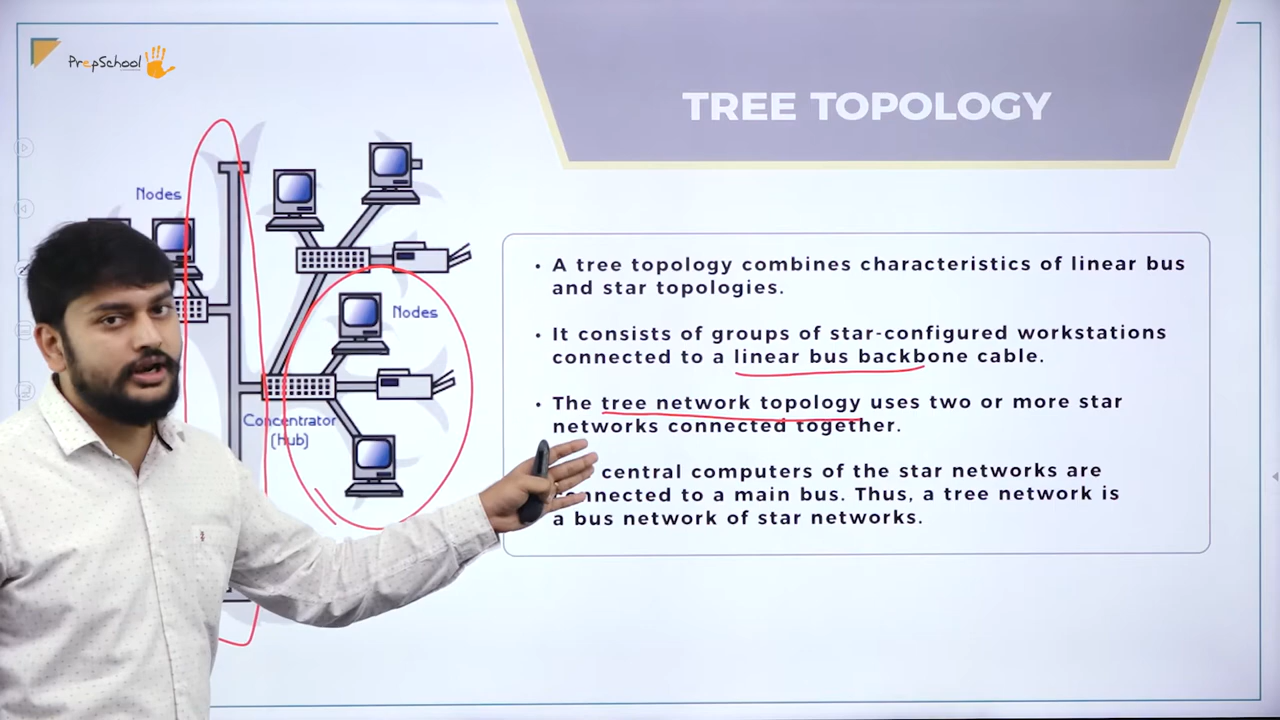 PrepSchool
TREE TOPOLOGY
Nodes
Nodes
Concentrator
(Hub)
• A tree topology combines characteristics of linear bus
and star topologies.
• It consists of groups of star-configured workstations
connected to a linear bus backbone cable.
• The tree network topology uses two or more star
networks connected together.
central computers of the star networks are
connected to a main bus. Thus, a tree network is
a bus network of star networks.